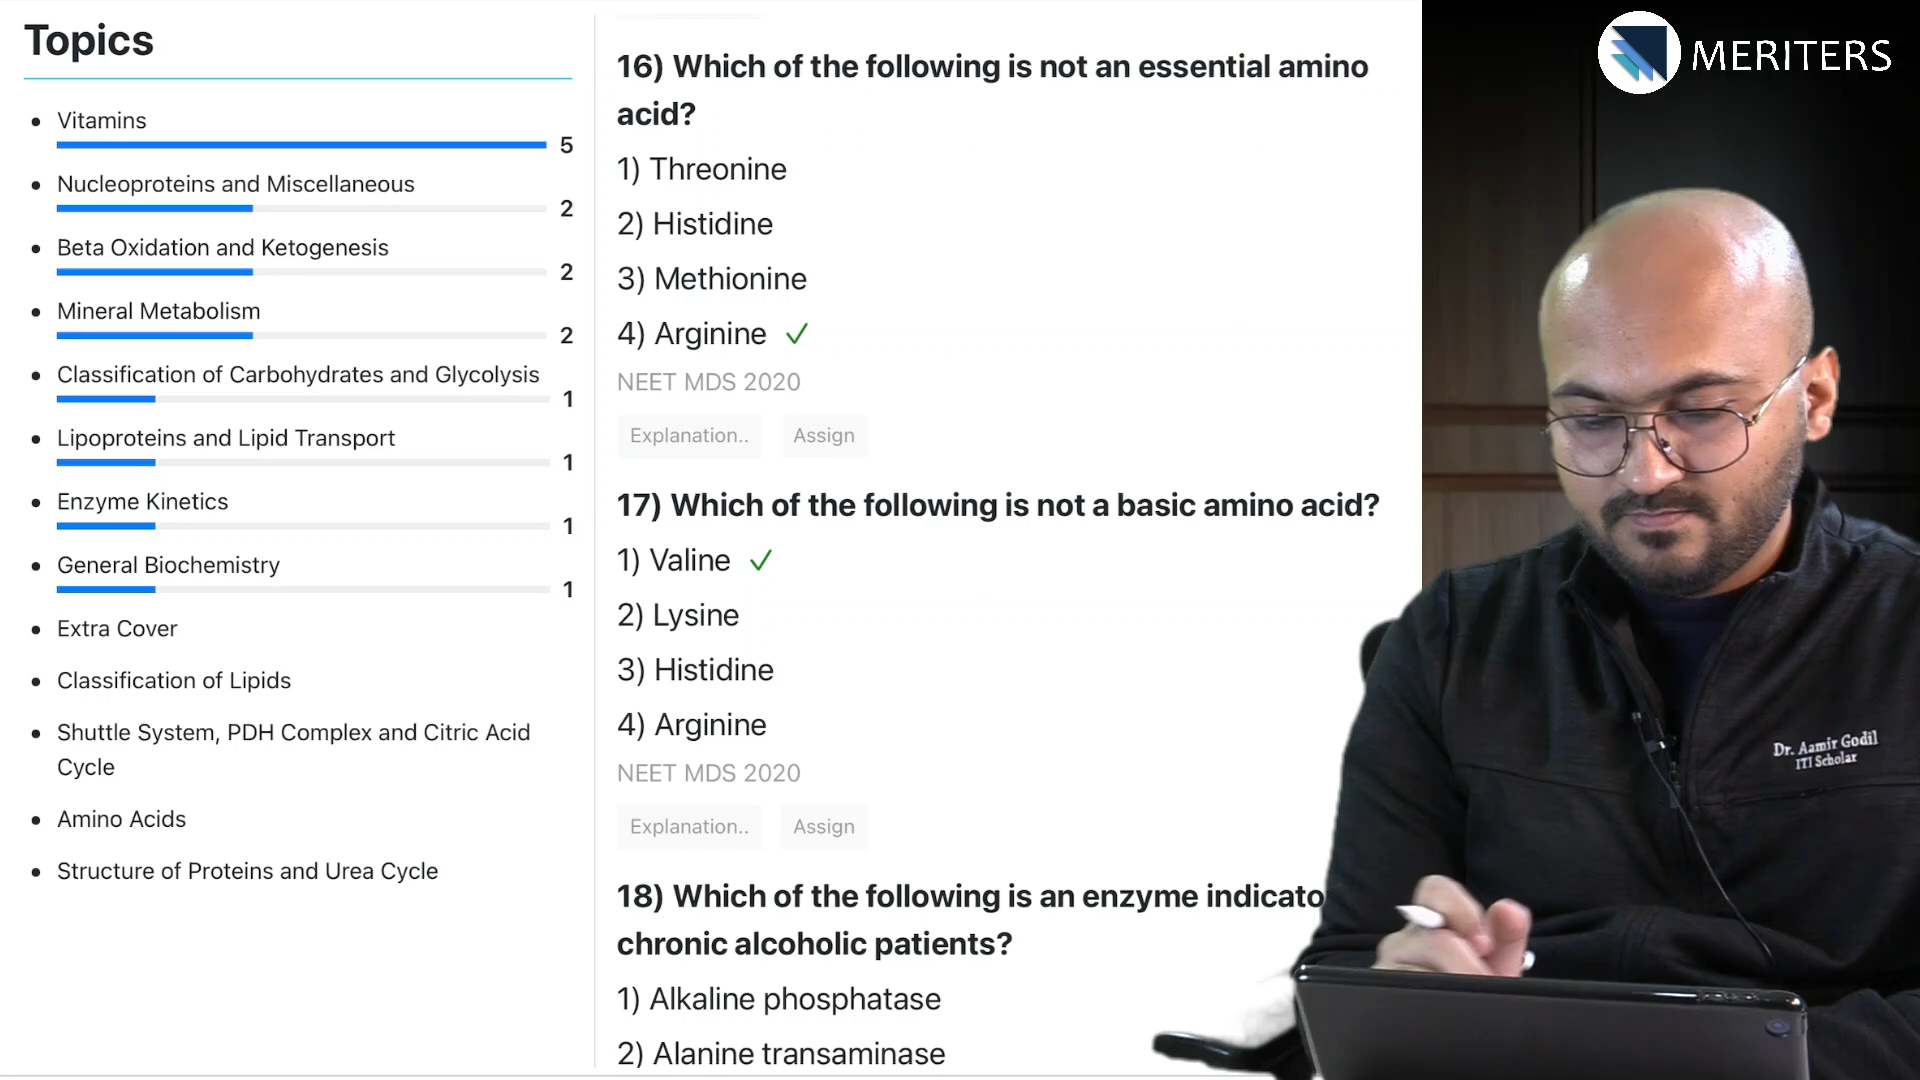 Topics
Vitamins
5
Nucleoproteins and Miscellaneous
2
Beta Oxidation and Ketogenesis
2
Mineral Metabolism
2
Classification of Carbohydrates and Glycolysis
1
Lipoproteins and Lipid Transport
1
Enzyme Kinetics
1
General Biochemistry
1
Extra Cover
Classification of Lipids
Shuttle System, PDH Complex and Citric Acid
Cycle
Amino Acids
Structure of Proteins and Urea Cycle
16) Which of the following is not an essential amino
acid?
1) Threonine
2) Histidine
3) Methionine
4) Arginine ✓
NEET MDS 2020
Explanation.. Assign
17) Which of the following is not a basic amino acid?
1) Valine ✓
2) Lysine
3) Histidine
4) Arginine
NEET MDS 2020
Explanation.. Assign
18) Which of the following is an enzyme indicato
chronic alcoholic patients?
1) Alkaline phosphatase
2) Alanine transaminase
MERITERS
Dr. Aamir Godil
ITI Scholar